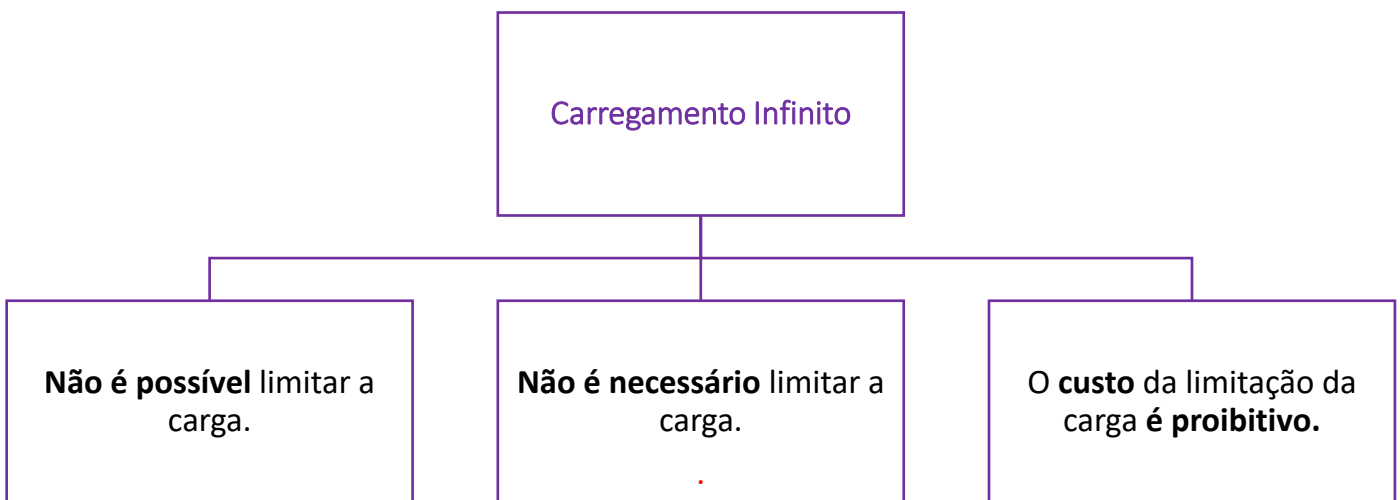 Carregamento Infinito
Não é possível limitar a
carga.
Não é necessário limitar a
carga.
.
O custo da limitação da
carga é proibitivo.